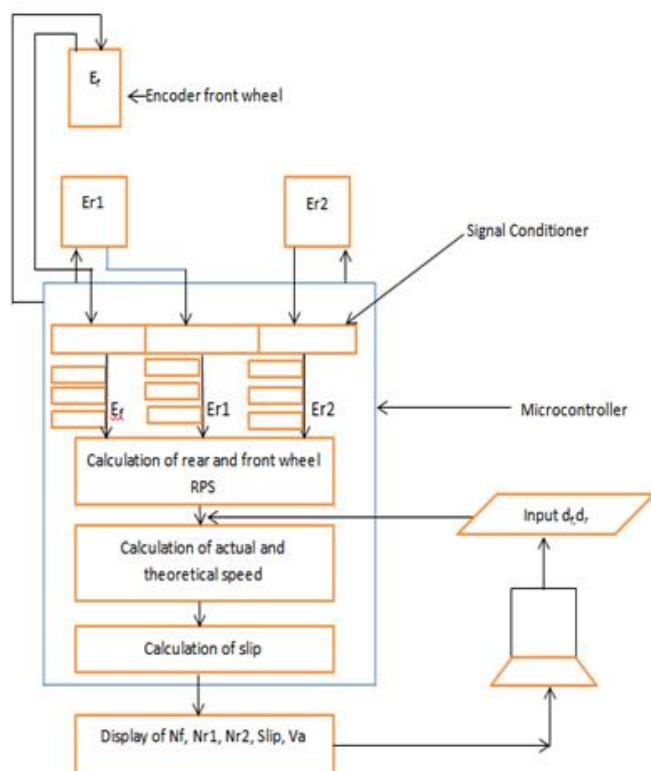 Ef
Encoder front wheel
Er1
Er2
Signal Conditioner
Ef
Er1
Er2
Microcontroller
Calculation of rear and front wheel
RPS
Input df,dr
Calculation of actual and
theoretical speed
Calculation of slip
Display of Nf, Nr1, Nr2, Slip, Va